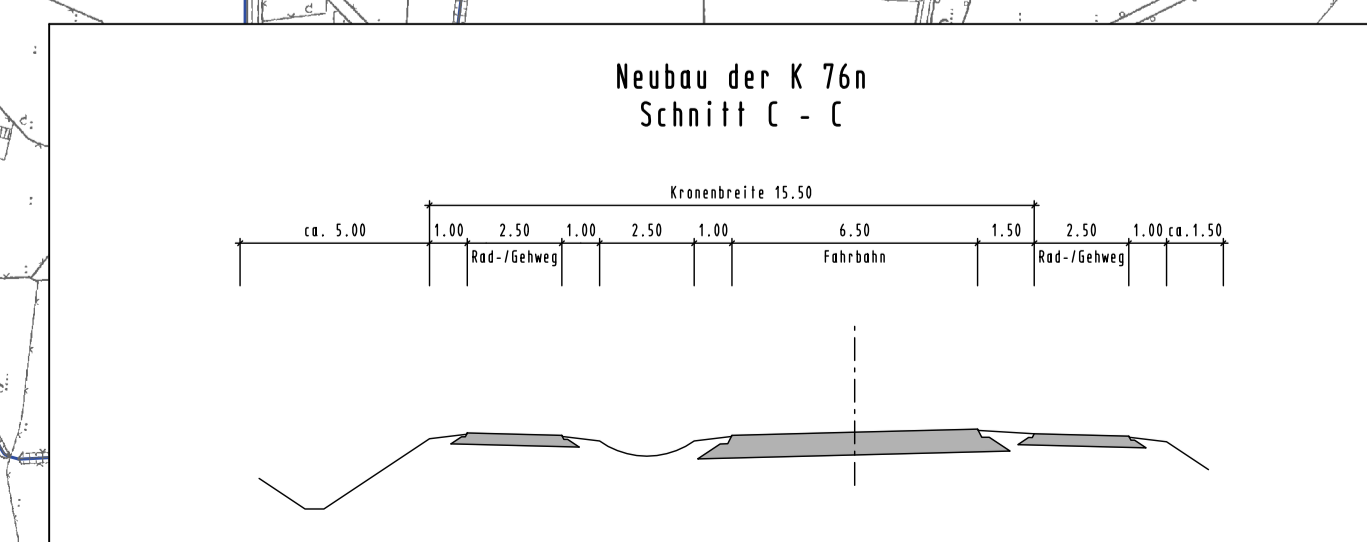 Neubau der K 76n
Schnitt C - C
Kronenbreite 15.50
ca. 5.00 1.00 2.50 1.00 2.50 1.00 6.50 1.50 2.50 1.00 ca.1.50
Rad-/Gehweg Fahrbahn Rad-/Gehweg